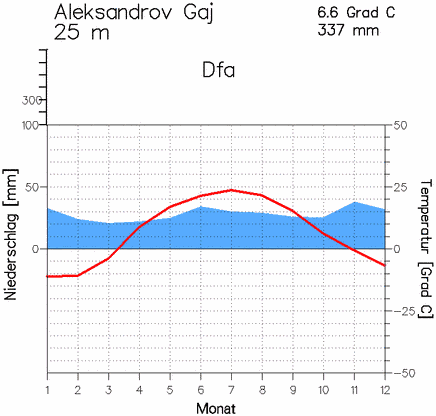 Aleksandrov Gaj
25 m
6.6 Grad C
337 mm
Dfa
300
100
50
0
Niederschlag [mm]
50
25
0
−25
−50
Temperatur [Grad C]
1 2 3 4 5 6 7 8 9 10 11 12
Monat